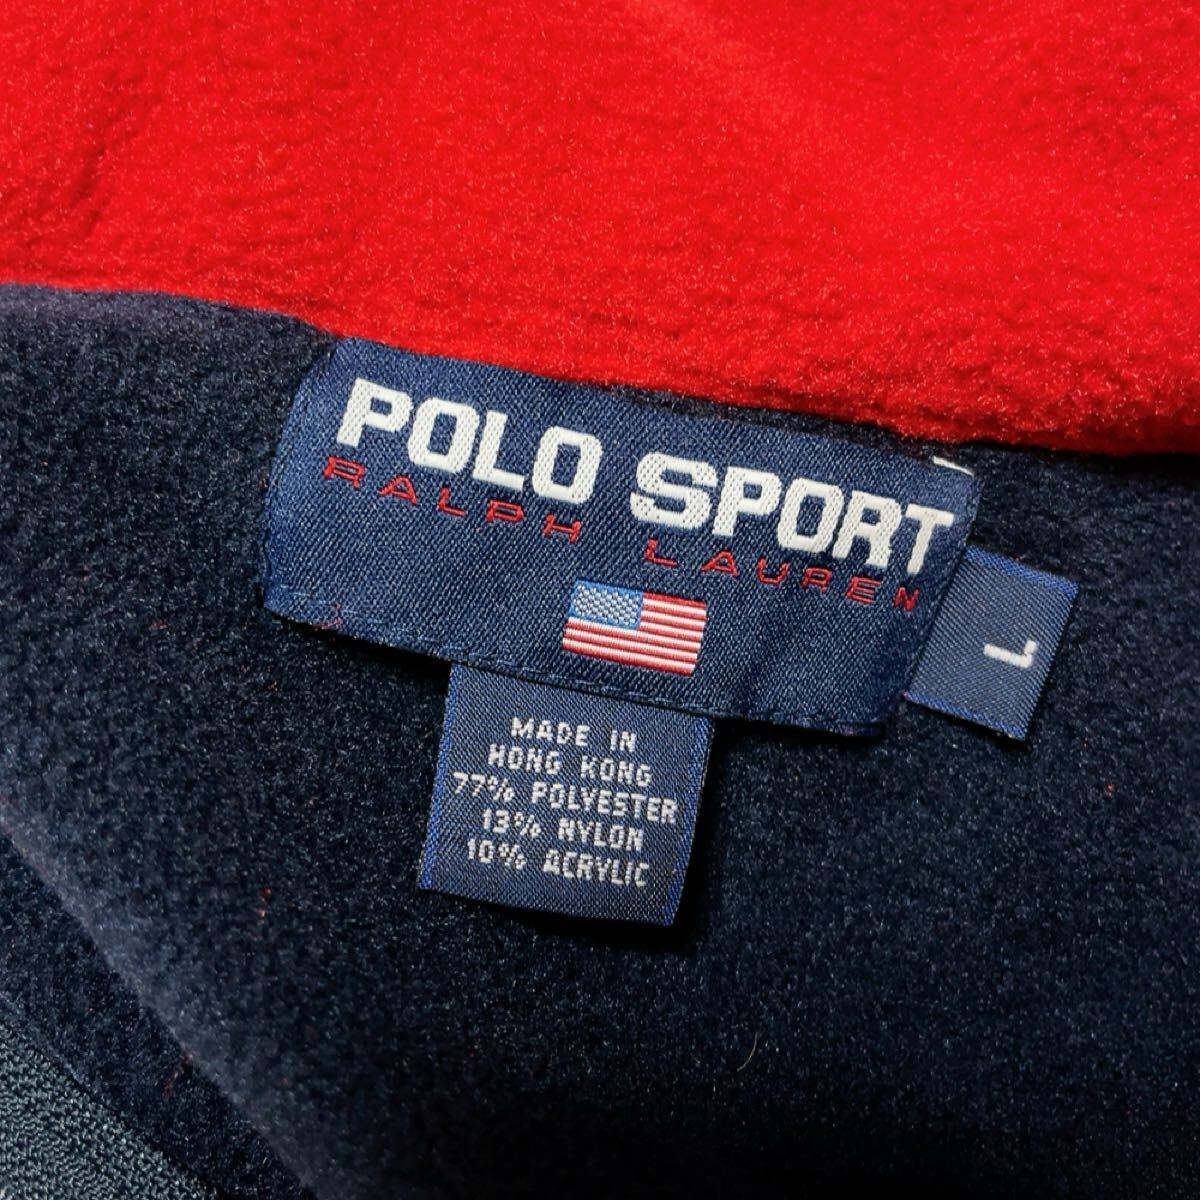 POLO SPORT
RALPH LAUREN
L
MADE IN
HONG KONG
77% POLYESTER
13% NYLON
10% ACRYLIC